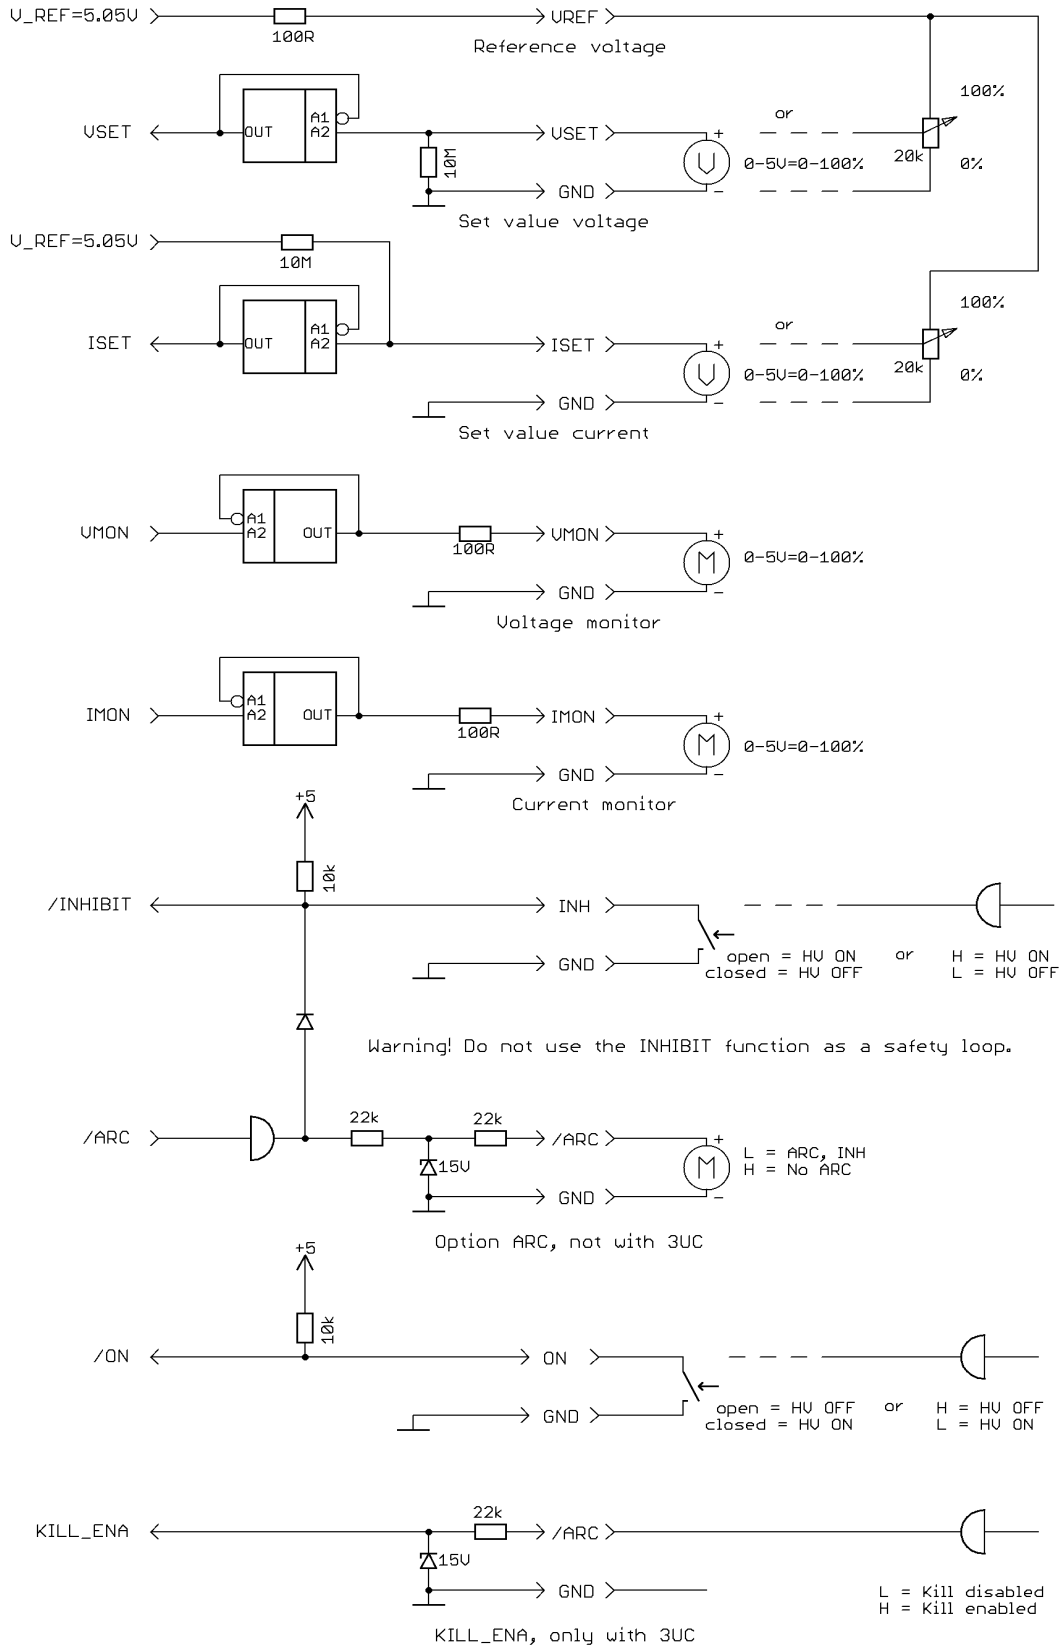 V_REF=5.05V
100R
VREF
Reference voltage
100%
or
VSET
OUT
A1
A2
VSET
+
V
0-5V=0-100%
20k
0%
10M
GND
-
Set value voltage
V_REF=5.05V
10M
100%
or
ISET
OUT
A1
A2
ISET
+
V
0-5V=0-100%
20k
0%
GND
-
Set value current
VMON
A1
A2
OUT
100R
VMON
+
M
0-5V=0-100%
GND
-
Voltage monitor
IMON
A1
A2
OUT
100R
IMON
+
M
0-5V=0-100%
GND
-
Current monitor
+5
10k
/INHIBIT
INH
GND
open = HV ON or H = HV ON
closed = HV OFF L = HV OFF
Warning! Do not use the INHIBIT function as a safety loop.
/ARC
22k
22k
/ARC
+
M
L = ARC, INH
H = No ARC
15V
GND
-
Option ARC, not with 3UC
+5
10k
/ON
ON
GND
open = HV OFF or H = HV OFF
closed = HV ON L = HV ON
22k
KILL_ENA
/ARC
15V
GND
L = Kill disabled
H = Kill enabled
KILL_ENA, only with 3UC